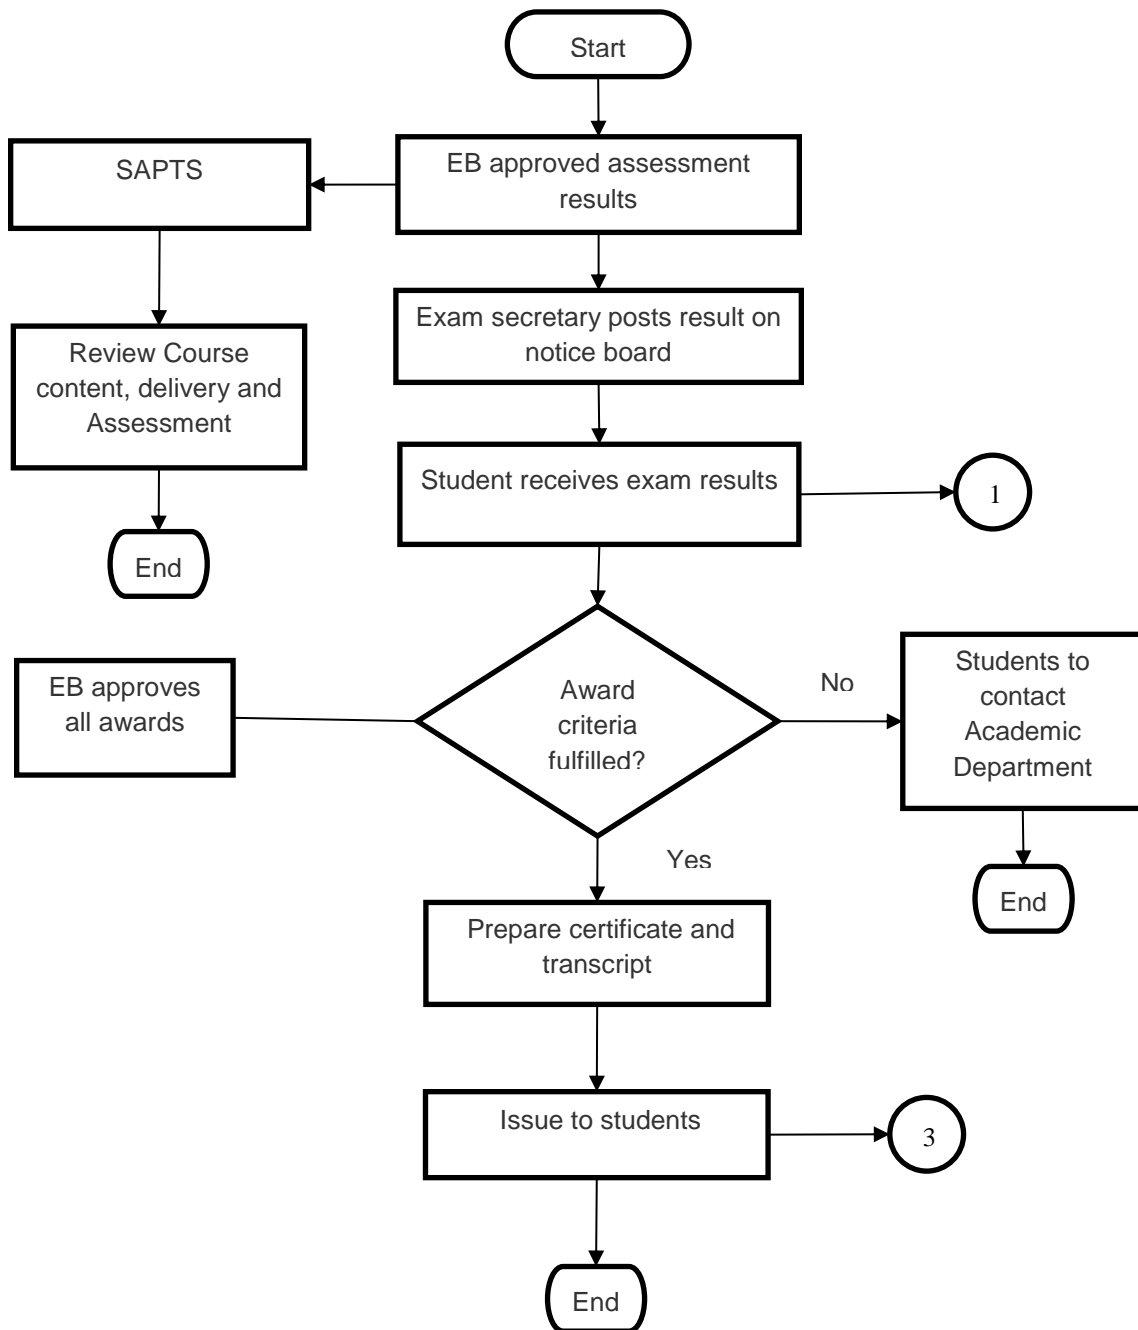 Start
SAPTS
EB approved assessment
results
Exam secretary posts result on
notice board
Review Course
content, delivery and
Assessment
Student receives exam results
1
End
EB approves
all awards
Award
criteria
fulfilled?
No
Students to
contact
Academic
Department
Yes
End
Prepare certificate and
transcript
Issue to students
3
End